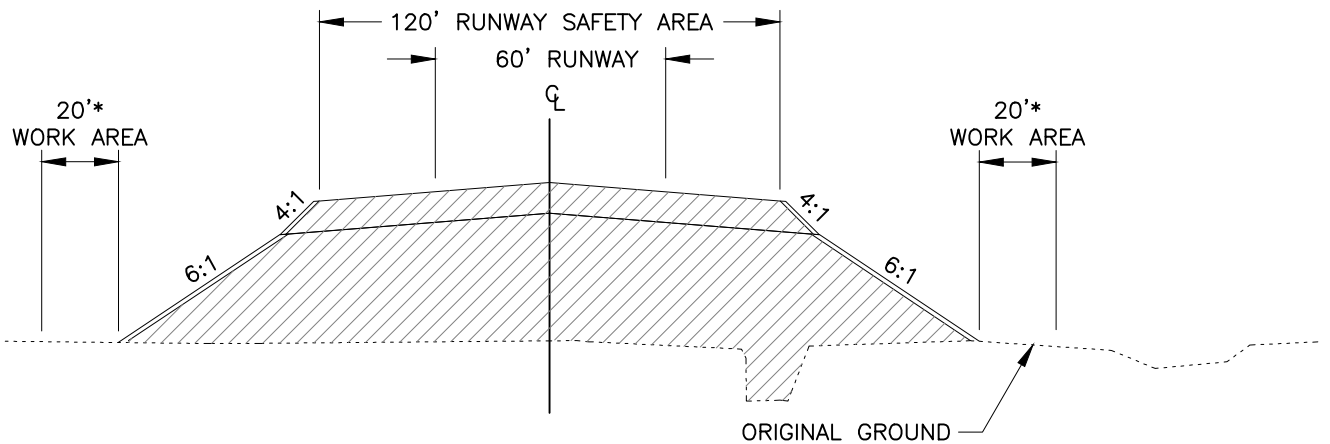 120' RUNWAY SAFETY AREA
60' RUNWAY
℄
20'*
WORK AREA
20'*
WORK AREA
4:1
4:1
6:1
6:1
ORIGINAL GROUND